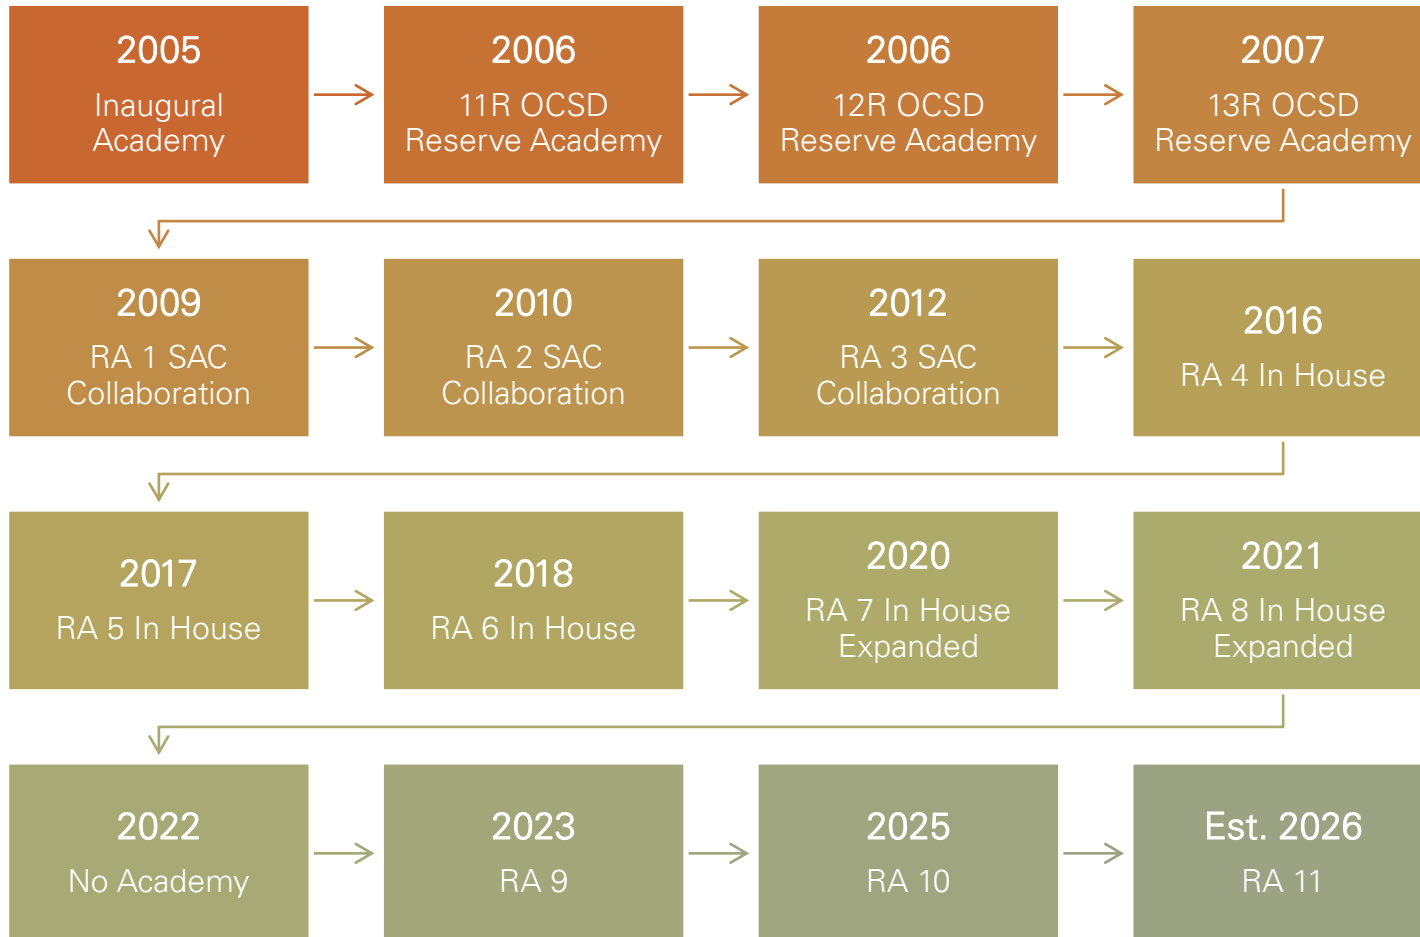 2005
Inaugural
Academy
2006
11R OCSD
Reserve Academy
2006
12R OCSD
Reserve Academy
2007
13R OCSD
Reserve Academy
2009
RA 1 SAC
Collaboration
2010
RA 2 SAC
Collaboration
2012
RA 3 SAC
Collaboration
2016
RA 4 In House
2017
RA 5 In House
2018
RA 6 In House
2020
RA 7 In House
Expanded
2021
RA 8 In House
Expanded
2022
No Academy
2023
RA 9
2025
RA 10
Est. 2026
RA 11